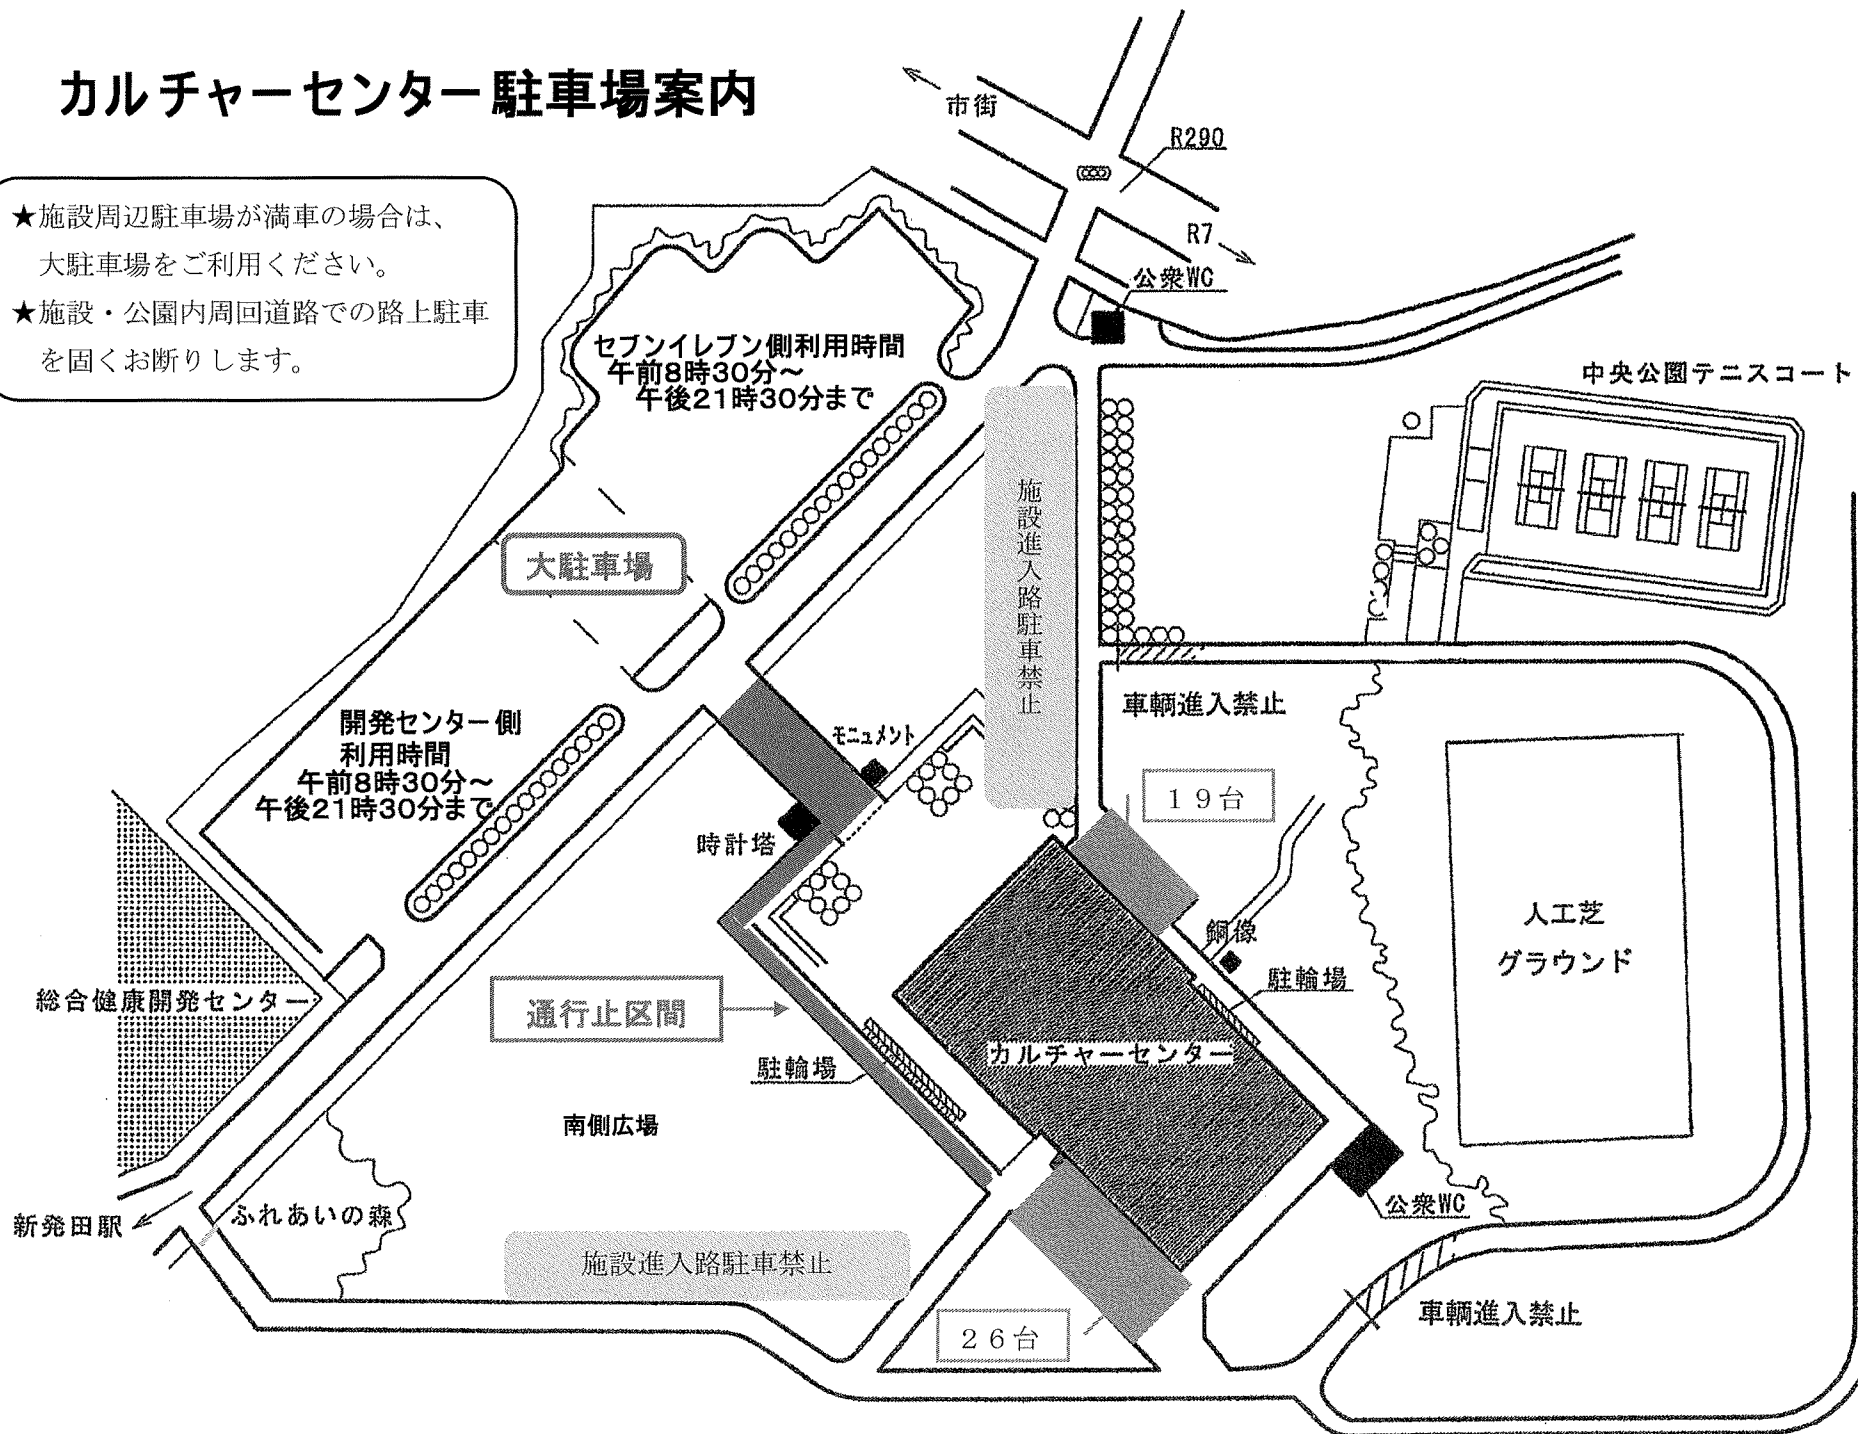 カルチャーセンター駐車場案内
★施設周辺駐車場が満車の場合は、
大駐車場をご利用ください。
★施設・公園内周回道路での路上駐車
を固くお断りします。
市街
R290
R7
公衆WC
セブンイレブン側利用時間
午前8時30分～
午後21時30分まで
中央公園テニスコート
施設進入路駐車禁止
大駐車場
車輌進入禁止
開発センター側
利用時間
午前8時30分～
午後21時30分まで
モニュメント
19台
時計塔
人工芝
グラウンド
銅像
駐輪場
総合健康開発センター
通行止区間
カルチャーセンター
駐輪場
南側広場
公衆WC
新発田駅
ふれあいの森
施設進入路駐車禁止
車輌進入禁止
26台